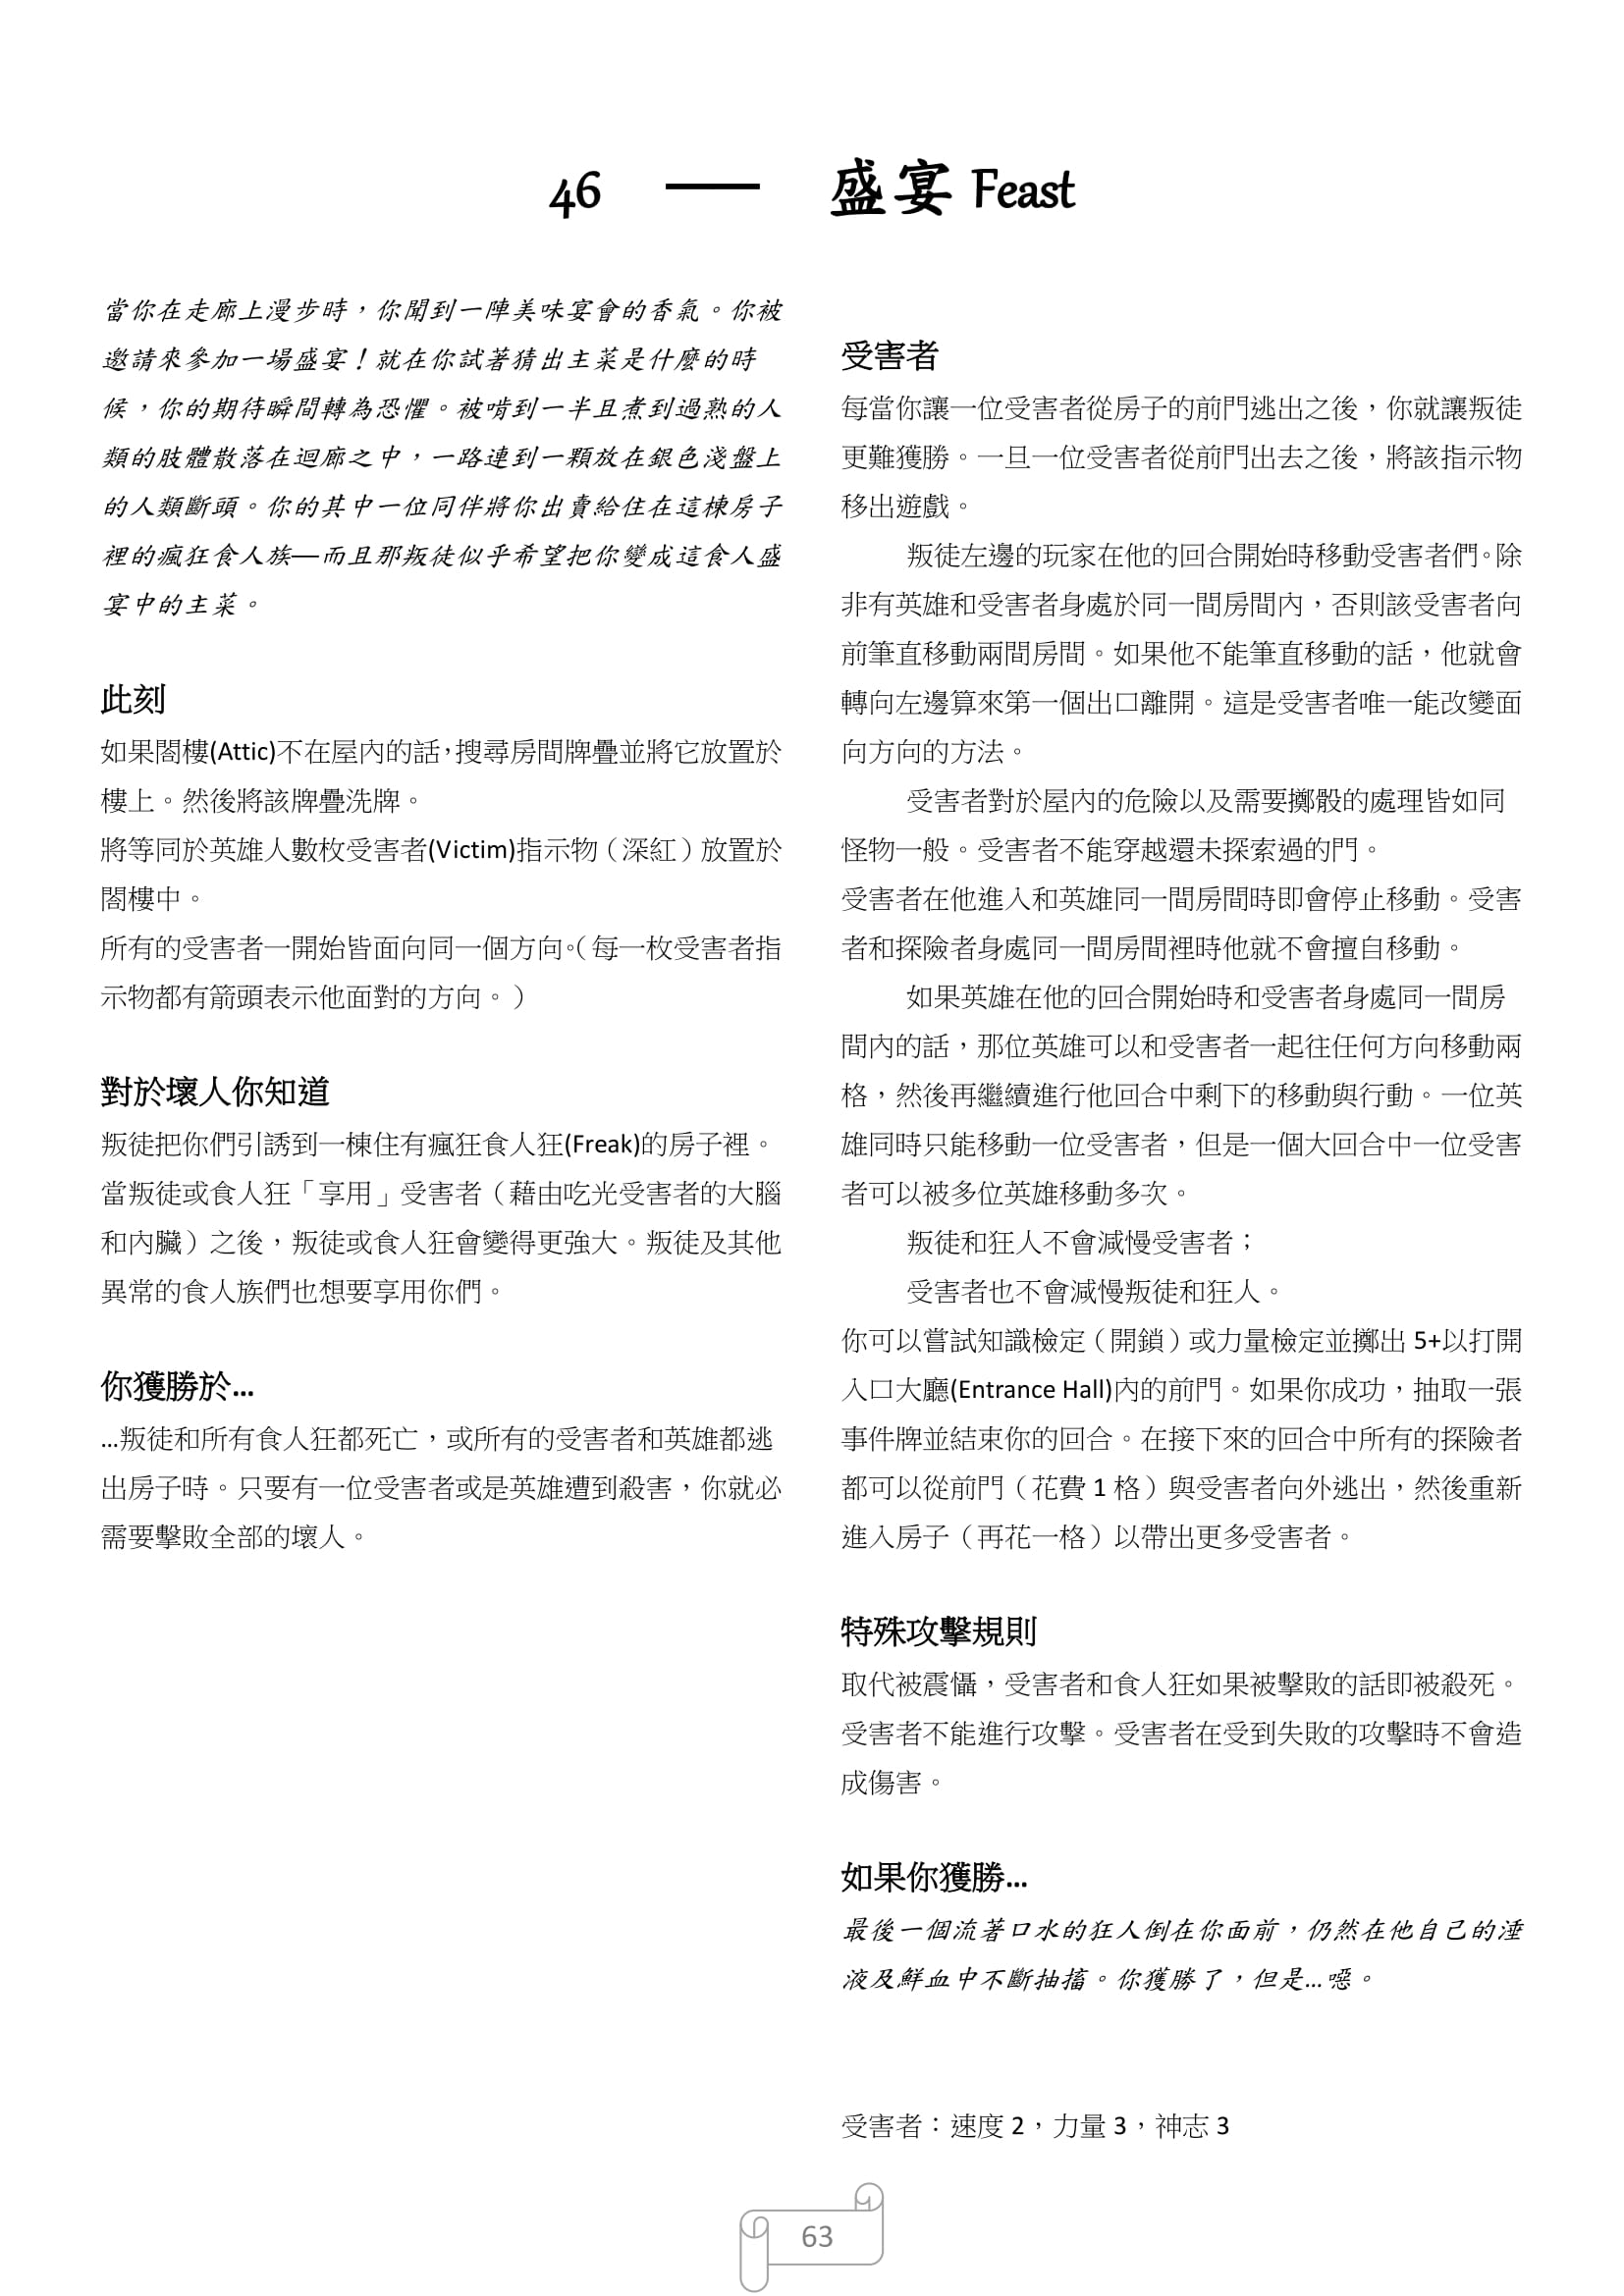 46 — 盛宴 Feast
當你在走廊上漫步時，你聞到一陣美味宴會的香氣。你被
邀請來參加一場盛宴！就在你試著猜出主菜是什麼的時
候，你的期待瞬間轉為恐懼。被啃到一半且煮到過熟的人
類的肢體散落在迴廊之中，一路連到一顆放在銀色淺盤上
的人類斷頭。你的其中一位同伴將你出賣給住在這棟房子
裡的瘋狂食人族—而且那叛徒似乎希望把你變成這食人盛
宴中的主菜。
此刻
如果閣樓(Attic)不在屋內的話，搜尋房間牌疊並將它放置於
樓上。然後將該牌疊洗牌。
將等同於英雄人數枚受害者(Victim)指示物（深紅）放置於
閣樓中。
所有的受害者一開始皆面向同一個方向。（每一枚受害者指
示物都有箭頭表示他面對的方向。）
對於壞人你知道
叛徒把你們引誘到一棟住有瘋狂食人狂(Freak)的房子裡。
當叛徒或食人狂「享用」受害者（藉由吃光受害者的大腦
和內臟）之後，叛徒或食人狂會變得更強大。叛徒及其他
異常的食人族們也想要享用你們。
你獲勝於…
…叛徒和所有食人狂都死亡，或所有的受害者和英雄都逃
出房子時。只要有一位受害者或是英雄遭到殺害，你就必
需要擊敗全部的壞人。
受害者
每當你讓一位受害者從房子的前門逃出之後，你就讓叛徒
更難獲勝。一旦一位受害者從前門出去之後，將該指示物
移出遊戲。
叛徒左邊的玩家在他的回合開始時移動受害者們。除
非有英雄和受害者身處於同一間房間內，否則該受害者向
前筆直移動兩間房間。如果他不能筆直移動的話，他就會
轉向左邊算來第一個出口離開。這是受害者唯一能改變面
向方向的方法。
受害者對於屋內的危險以及需要擲骰的處理皆如同
怪物一般。受害者不能穿越還未探索過的門。
受害者在他進入和英雄同一間房間時即會停止移動。受害
者和探險者身處同一間房間裡時他就不會擅自移動。
如果英雄在他的回合開始時和受害者身處同一間房
間內的話，那位英雄可以和受害者一起往任何方向移動兩
格，然後再繼續進行他回合中剩下的移動與行動。一位英
雄同時只能移動一位受害者，但是一個大回合中一位受害
者可以被多位英雄移動多次。
叛徒和狂人不會減慢受害者；
受害者也不會減慢叛徒和狂人。
你可以嘗試知識檢定（開鎖）或力量檢定並擲出 5+以打開
入口大廳(Entrance Hall)內的前門。如果你成功，抽取一張
事件牌並結束你的回合。在接下來的回合中所有的探險者
都可以從前門（花費 1 格）與受害者向外逃出，然後重新
進入房子（再花一格）以帶出更多受害者。
特殊攻擊規則
取代被震懾，受害者和食人狂如果被擊敗的話即被殺死。
受害者不能進行攻擊。受害者在受到失敗的攻擊時不會造
成傷害。
如果你獲勝…
最後一個流著口水的狂人倒在你面前，仍然在他自己的唾
液及鮮血中不斷抽搐。你獲勝了，但是…噁。
受害者：速度 2，力量 3，神志 3
63